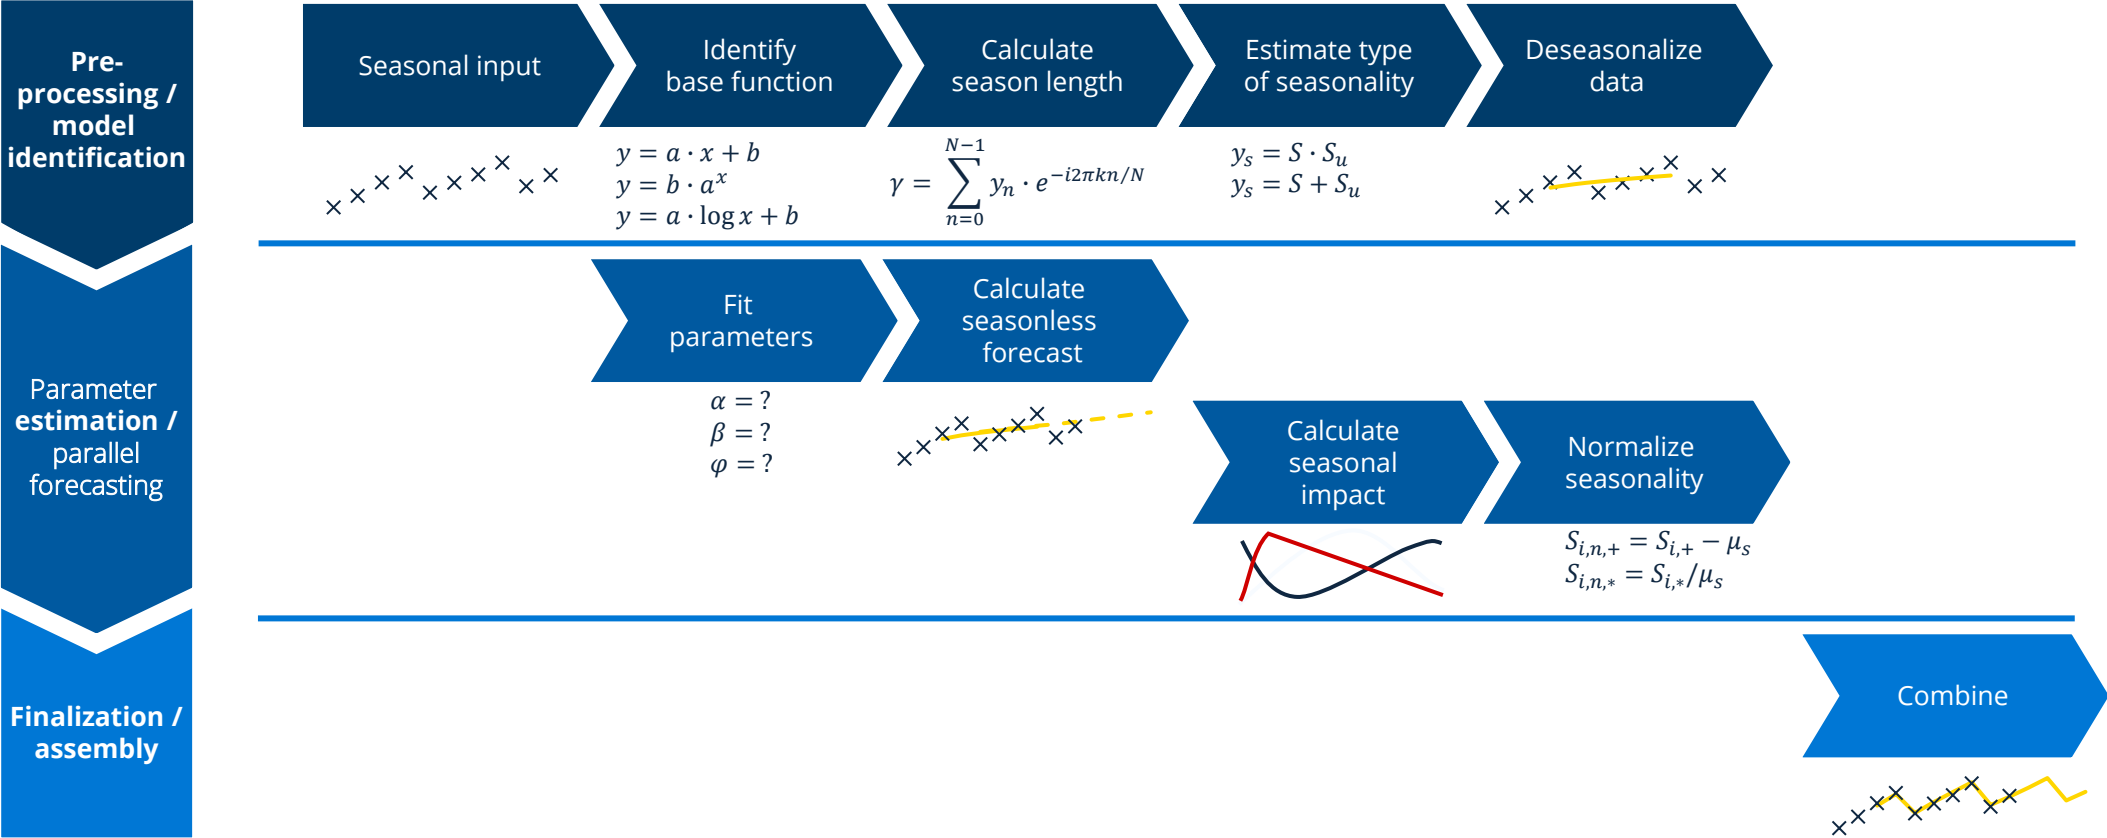 Pre-
processing /
model
identification
Seasonal input
Identify
base function
Calculate
season length
Estimate type
of seasonality
Deseasonalize
data
y = a · x + b
y = b · aˣ
y = a · log x + b
γ = ∑_{n=0}^{N−1} yₙ · e^{−i2πkn/N}
y_s = S · S_u
y_s = S + S_u
Parameter
estimation /
parallel
forecasting
Fit
parameters
Calculate
seasonless
forecast
α = ?
β = ?
φ = ?
Calculate
seasonal
impact
Normalize
seasonality
S_{i,n,+} = S_{i,+} − μ_s
S_{i,n,*} = S_{i,*}/μ_s
Finalization /
assembly
Combine